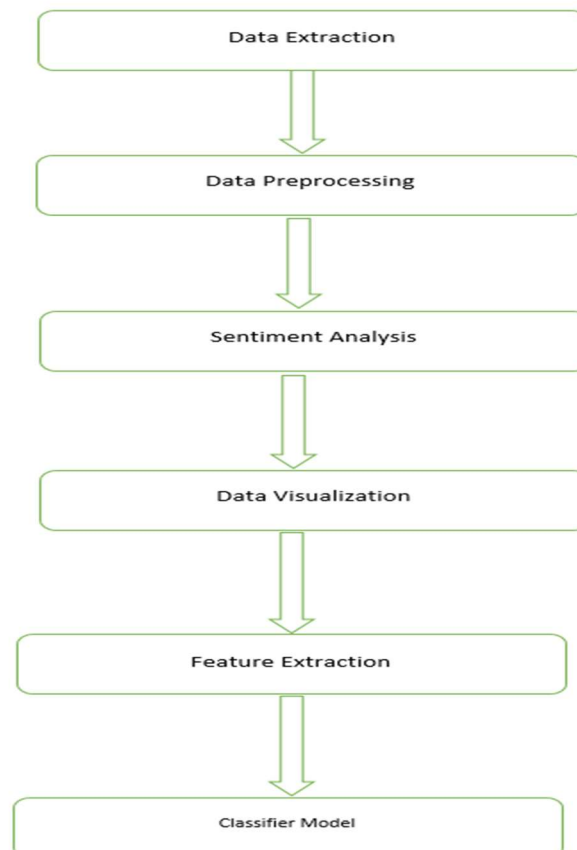 Data Extraction
Data Preprocessing
Sentiment Analysis
Data Visualization
Feature Extraction
Classifier Model